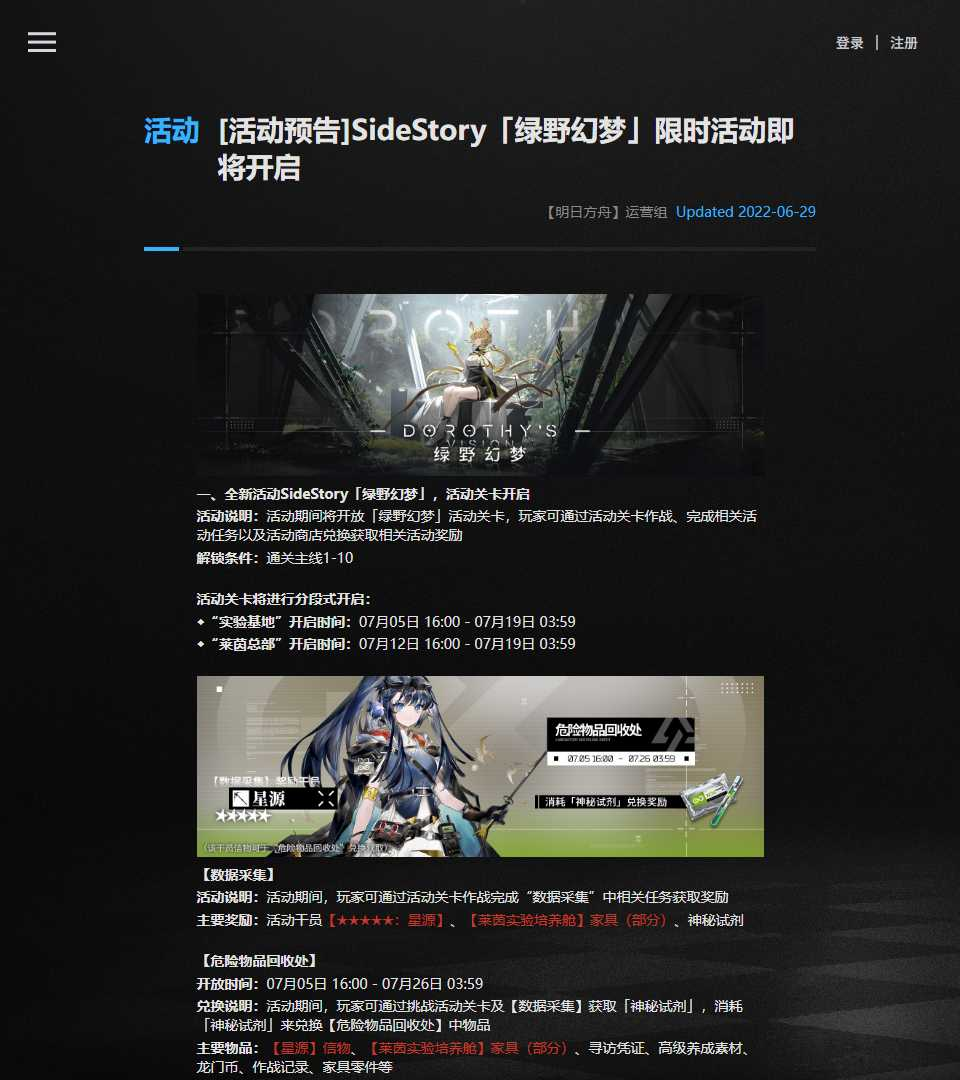 登录 | 注册
活动 [活动预告]SideStory「绿野幻梦」限时活动即
将开启
【明日方舟】运营组 Updated 2022-06-29
DOROTHY'S
DOROTHY'S
VISION
绿野幻梦
一、全新活动SideStory「绿野幻梦」，活动关卡开启
活动说明：活动期间将开放「绿野幻梦」活动关卡，玩家可通过活动关卡作战、完成相关活
动任务以及活动商店兑换获取相关活动奖励
解锁条件：通关主线1-10
活动关卡将进行分段式开启：
◆“实验基地”开启时间：07月05日 16:00 - 07月19日 03:59
◆“莱茵总部”开启时间：07月12日 16:00 - 07月19日 03:59
危险物品回收处
07.05 16:00 - 07.26 03:59
消耗「神秘试剂」兑换奖励
【数据采集】奖励干员
星源
★★★★★
（该干员信物可于“危险物品回收处”兑换获取）
【数据采集】
活动说明：活动期间，玩家可通过活动关卡作战完成“数据采集”中相关任务获取奖励
主要奖励：活动干员【★★★★★：星源】、【莱茵实验培养舱】家具（部分）、神秘试剂
【危险物品回收处】
开放时间：07月05日 16:00 - 07月26日 03:59
兑换说明：活动期间，玩家可通过挑战活动关卡及【数据采集】获取「神秘试剂」，消耗
「神秘试剂」来兑换【危险物品回收处】中物品
主要物品：【星源】信物、【莱茵实验培养舱】家具（部分）、寻访凭证、高级养成素材、
龙门币、作战记录、家具零件等